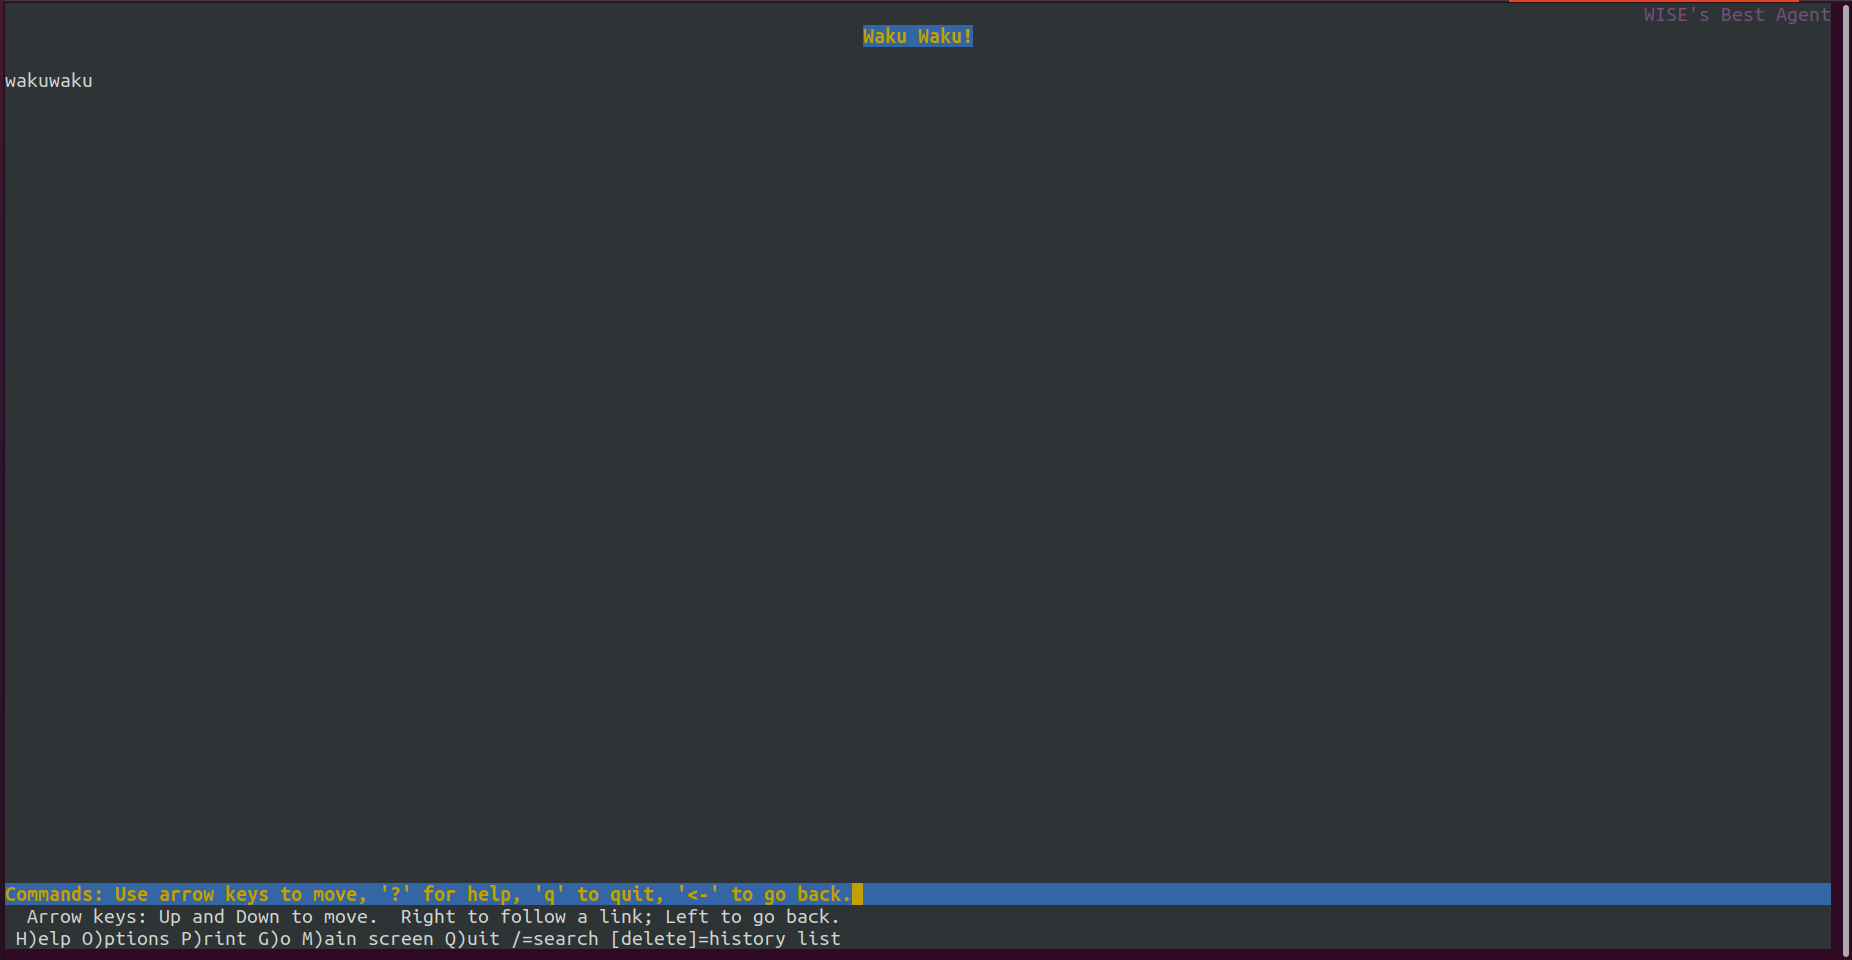 WISE's Best Agent
Waku Waku!
wakuwaku
Commands: Use arrow keys to move, '?' for help, 'q' to quit, '<-' to go back.
Arrow keys: Up and Down to move.  Right to follow a link; Left to go back.
H)elp O)ptions P)rint G)o M)ain screen Q)uit /=search [delete]=history list